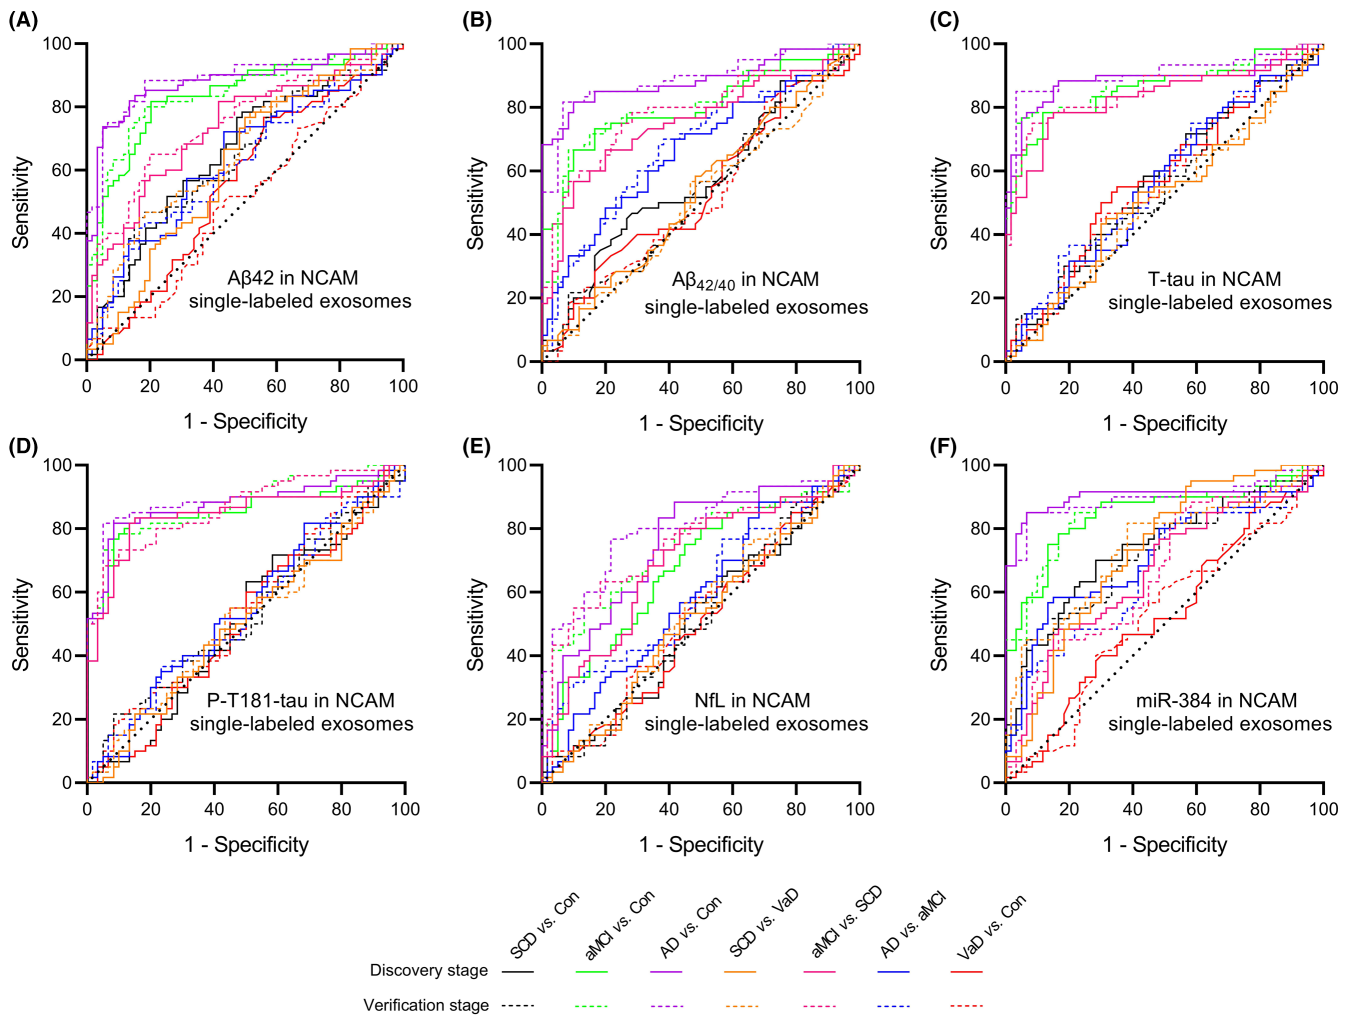 (A)
100
80
60
40
20
0
Sensitivity
Aβ42 in NCAM
single-labeled exosomes
0 20 40 60 80 100
1 - Specificity
(B)
100
80
60
40
20
0
Sensitivity
Aβ42/40 in NCAM
single-labeled exosomes
0 20 40 60 80 100
1 - Specificity
(C)
100
80
60
40
20
0
Sensitivity
T-tau in NCAM
single-labeled exosomes
0 20 40 60 80 100
1 - Specificity
(D)
100
80
60
40
20
0
Sensitivity
P-T181-tau in NCAM
single-labeled exosomes
0 20 40 60 80 100
1 - Specificity
(E)
100
80
60
40
20
0
Sensitivity
NfL in NCAM
single-labeled exosomes
0 20 40 60 80 100
1 - Specificity
(F)
100
80
60
40
20
0
Sensitivity
miR-384 in NCAM
single-labeled exosomes
0 20 40 60 80 100
1 - Specificity
SCD vs. Con
aMCI vs. Con
AD vs. Con
SCD vs. VaD
aMCI vs. SCD
AD vs. aMCI
VaD vs. Con
Discovery stage
Verification stage